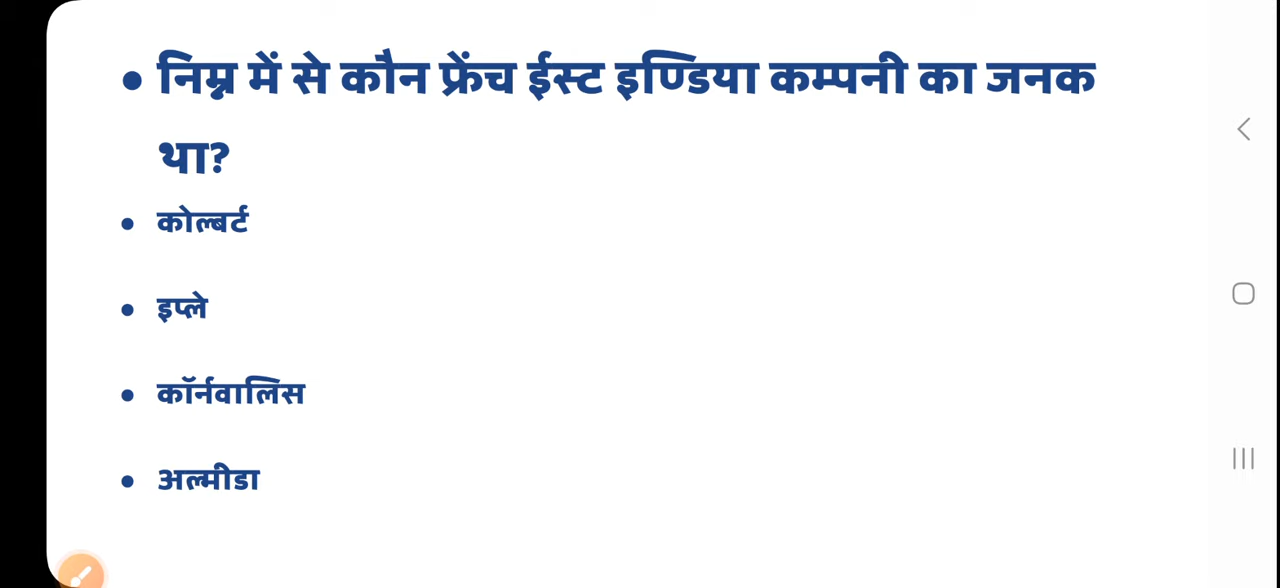 • निम्न में से कौन फ्रेंच ईस्ट इण्डिया कम्पनी का जनक
था?
• कोल्बर्ट
• इप्ले
• कॉर्नवालिस
• अल्मीडा